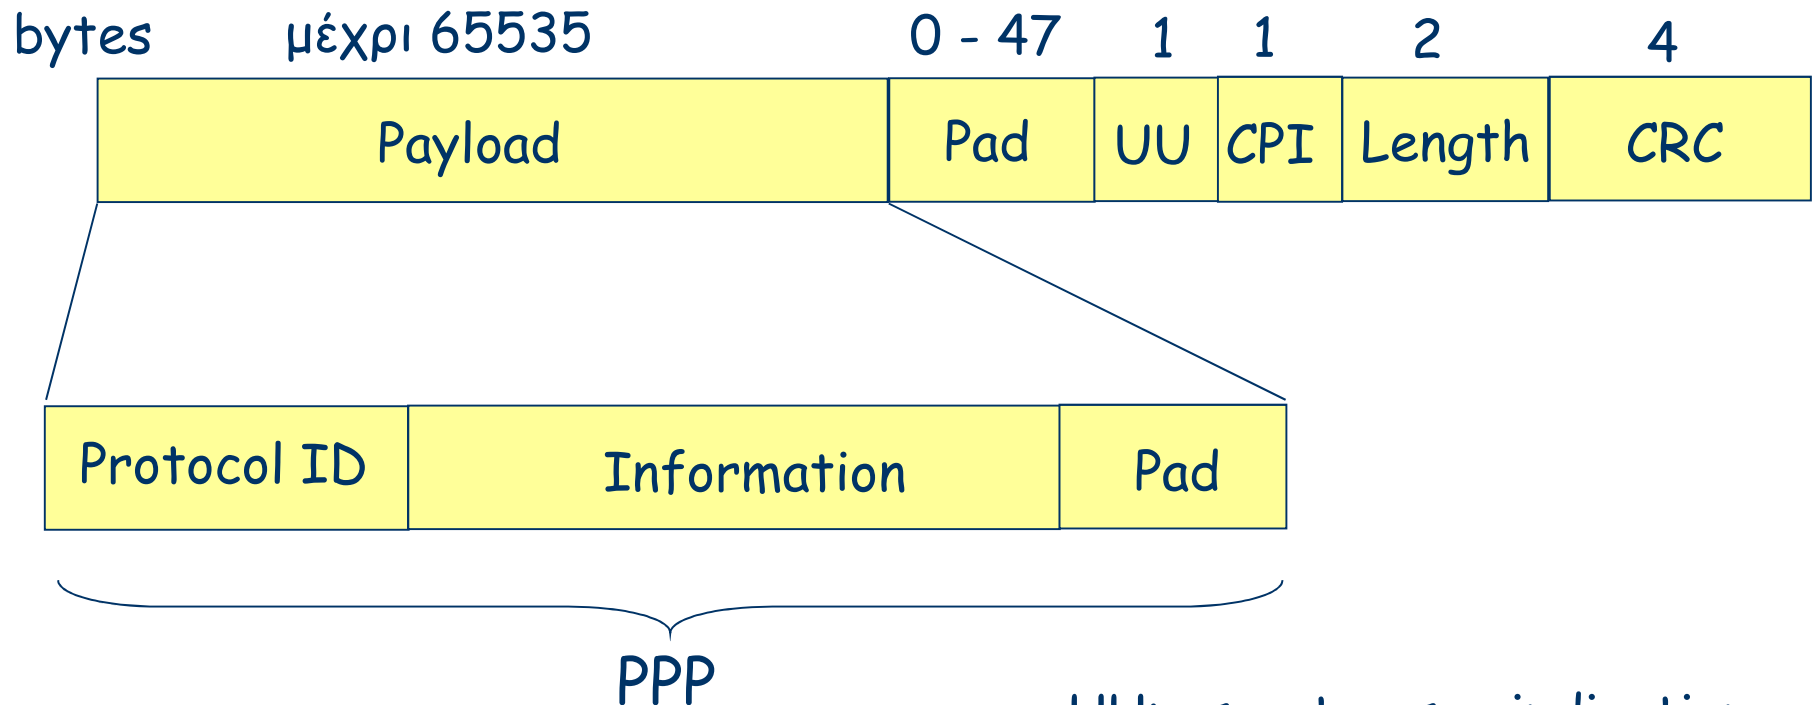 bytes μέχρι 65535 0 - 47 1 1 2 4
Payload Pad UU CPI Length CRC
Protocol ID Information Pad
PPP